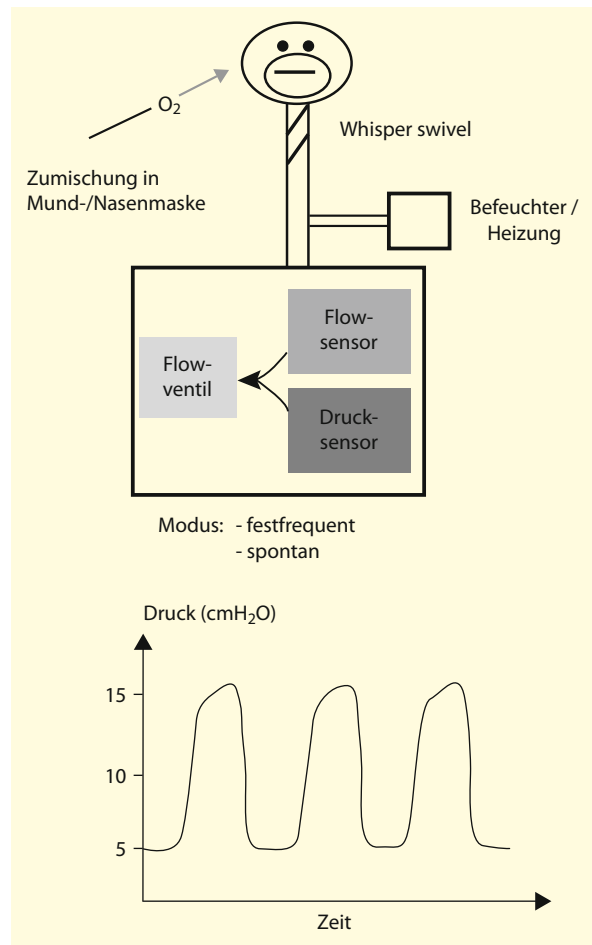 O₂
Whisper swivel
Zumischung in
Mund-/Nasenmaske
Befeuchter /
Heizung
Flow-
sensor
Flow-
ventil
Druck-
sensor
Modus: - festfrequent
- spontan
Druck (cmH₂O)
15
10
5
Zeit